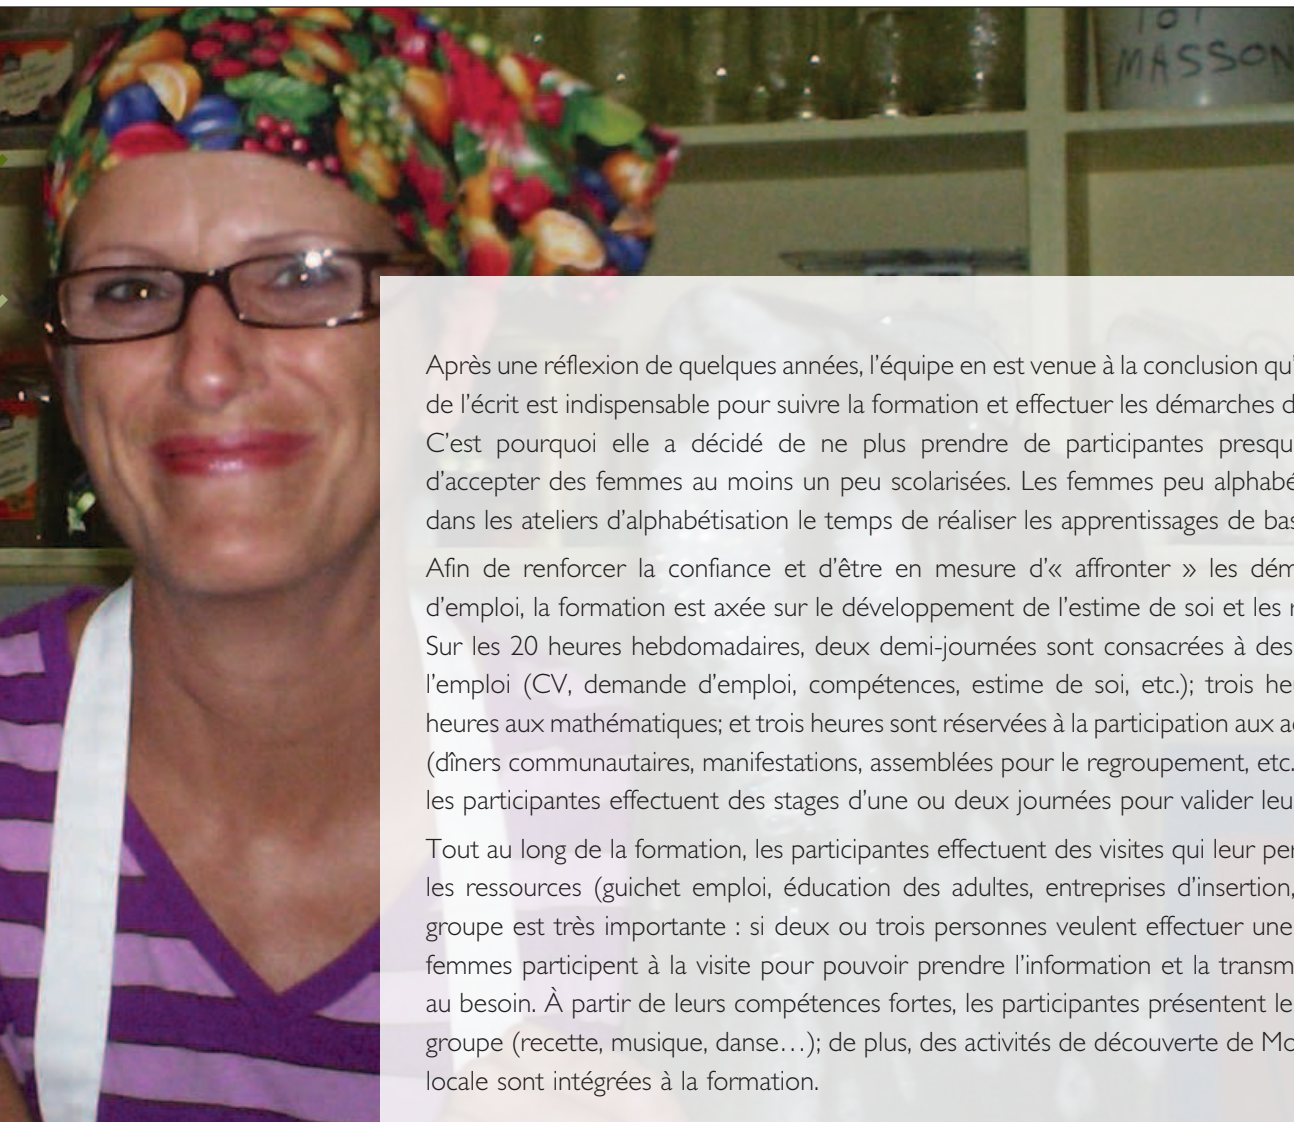 TOT
MASSON
Après une réflexion de quelques années, l’équipe en est venue à la conclusion qu’
de l’écrit est indispensable pour suivre la formation et effectuer les démarches d
C’est pourquoi elle a décidé de ne plus prendre de participantes presqu
d’accepter des femmes au moins un peu scolarisées. Les femmes peu alphabé
dans les ateliers d’alphabétisation le temps de réaliser les apprentissages de bas
Afin de renforcer la confiance et d’être en mesure d’« affronter » les dém
d’emploi, la formation est axée sur le développement de l’estime de soi et les r
Sur les 20 heures hebdomadaires, deux demi-journées sont consacrées à des
l’emploi (CV, demande d’emploi, compétences, estime de soi, etc.); trois he
heures aux mathématiques; et trois heures sont réservées à la participation aux a
(dîners communautaires, manifestations, assemblées pour le regroupement, etc.
les participantes effectuent des stages d’une ou deux journées pour valider leu
Tout au long de la formation, les participantes effectuent des visites qui leur per
les ressources (guichet emploi, éducation des adultes, entreprises d’insertion,
groupe est très importante : si deux ou trois personnes veulent effectuer une
femmes participent à la visite pour pouvoir prendre l’information et la transm
au besoin. À partir de leurs compétences fortes, les participantes présentent le
groupe (recette, musique, danse…); de plus, des activités de découverte de Mo
locale sont intégrées à la formation.